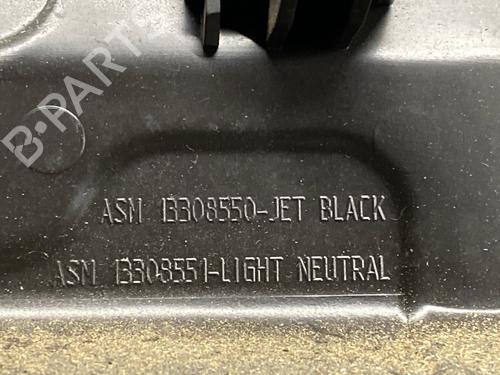 B-PARTS
ASM 13308550-JET BLACK
ASM 13308551-LIGHT NEUTRAL